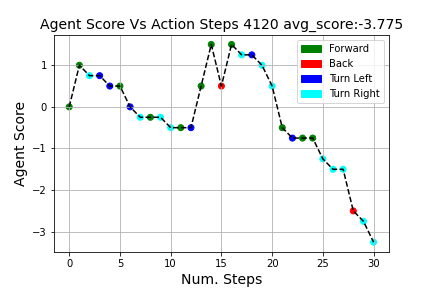 Agent Score Vs Action Steps 4120 avg_score:-3.775
Forward
Back
Turn Left
Turn Right
Agent Score
1
0
−1
−2
−3
0 5 10 15 20 25 30
Num. Steps